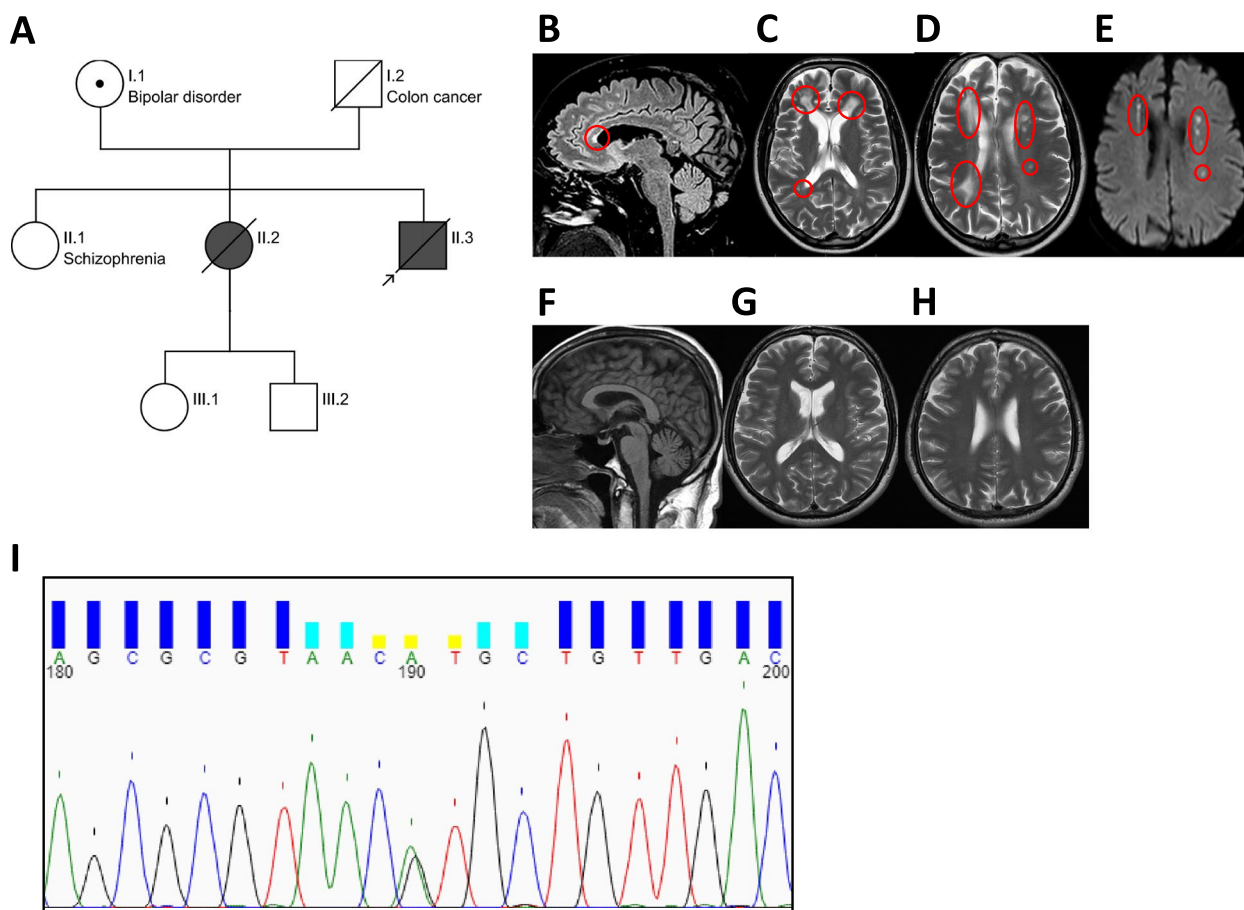 A
I.1
Bipolar disorder
I.2
Colon cancer
II.1
Schizophrenia
II.2
II.3
III.1
III.2
B
C
D
E
F
G
H
I
A G C G C G T A A C A T G C T G T T G A C
180 190 200